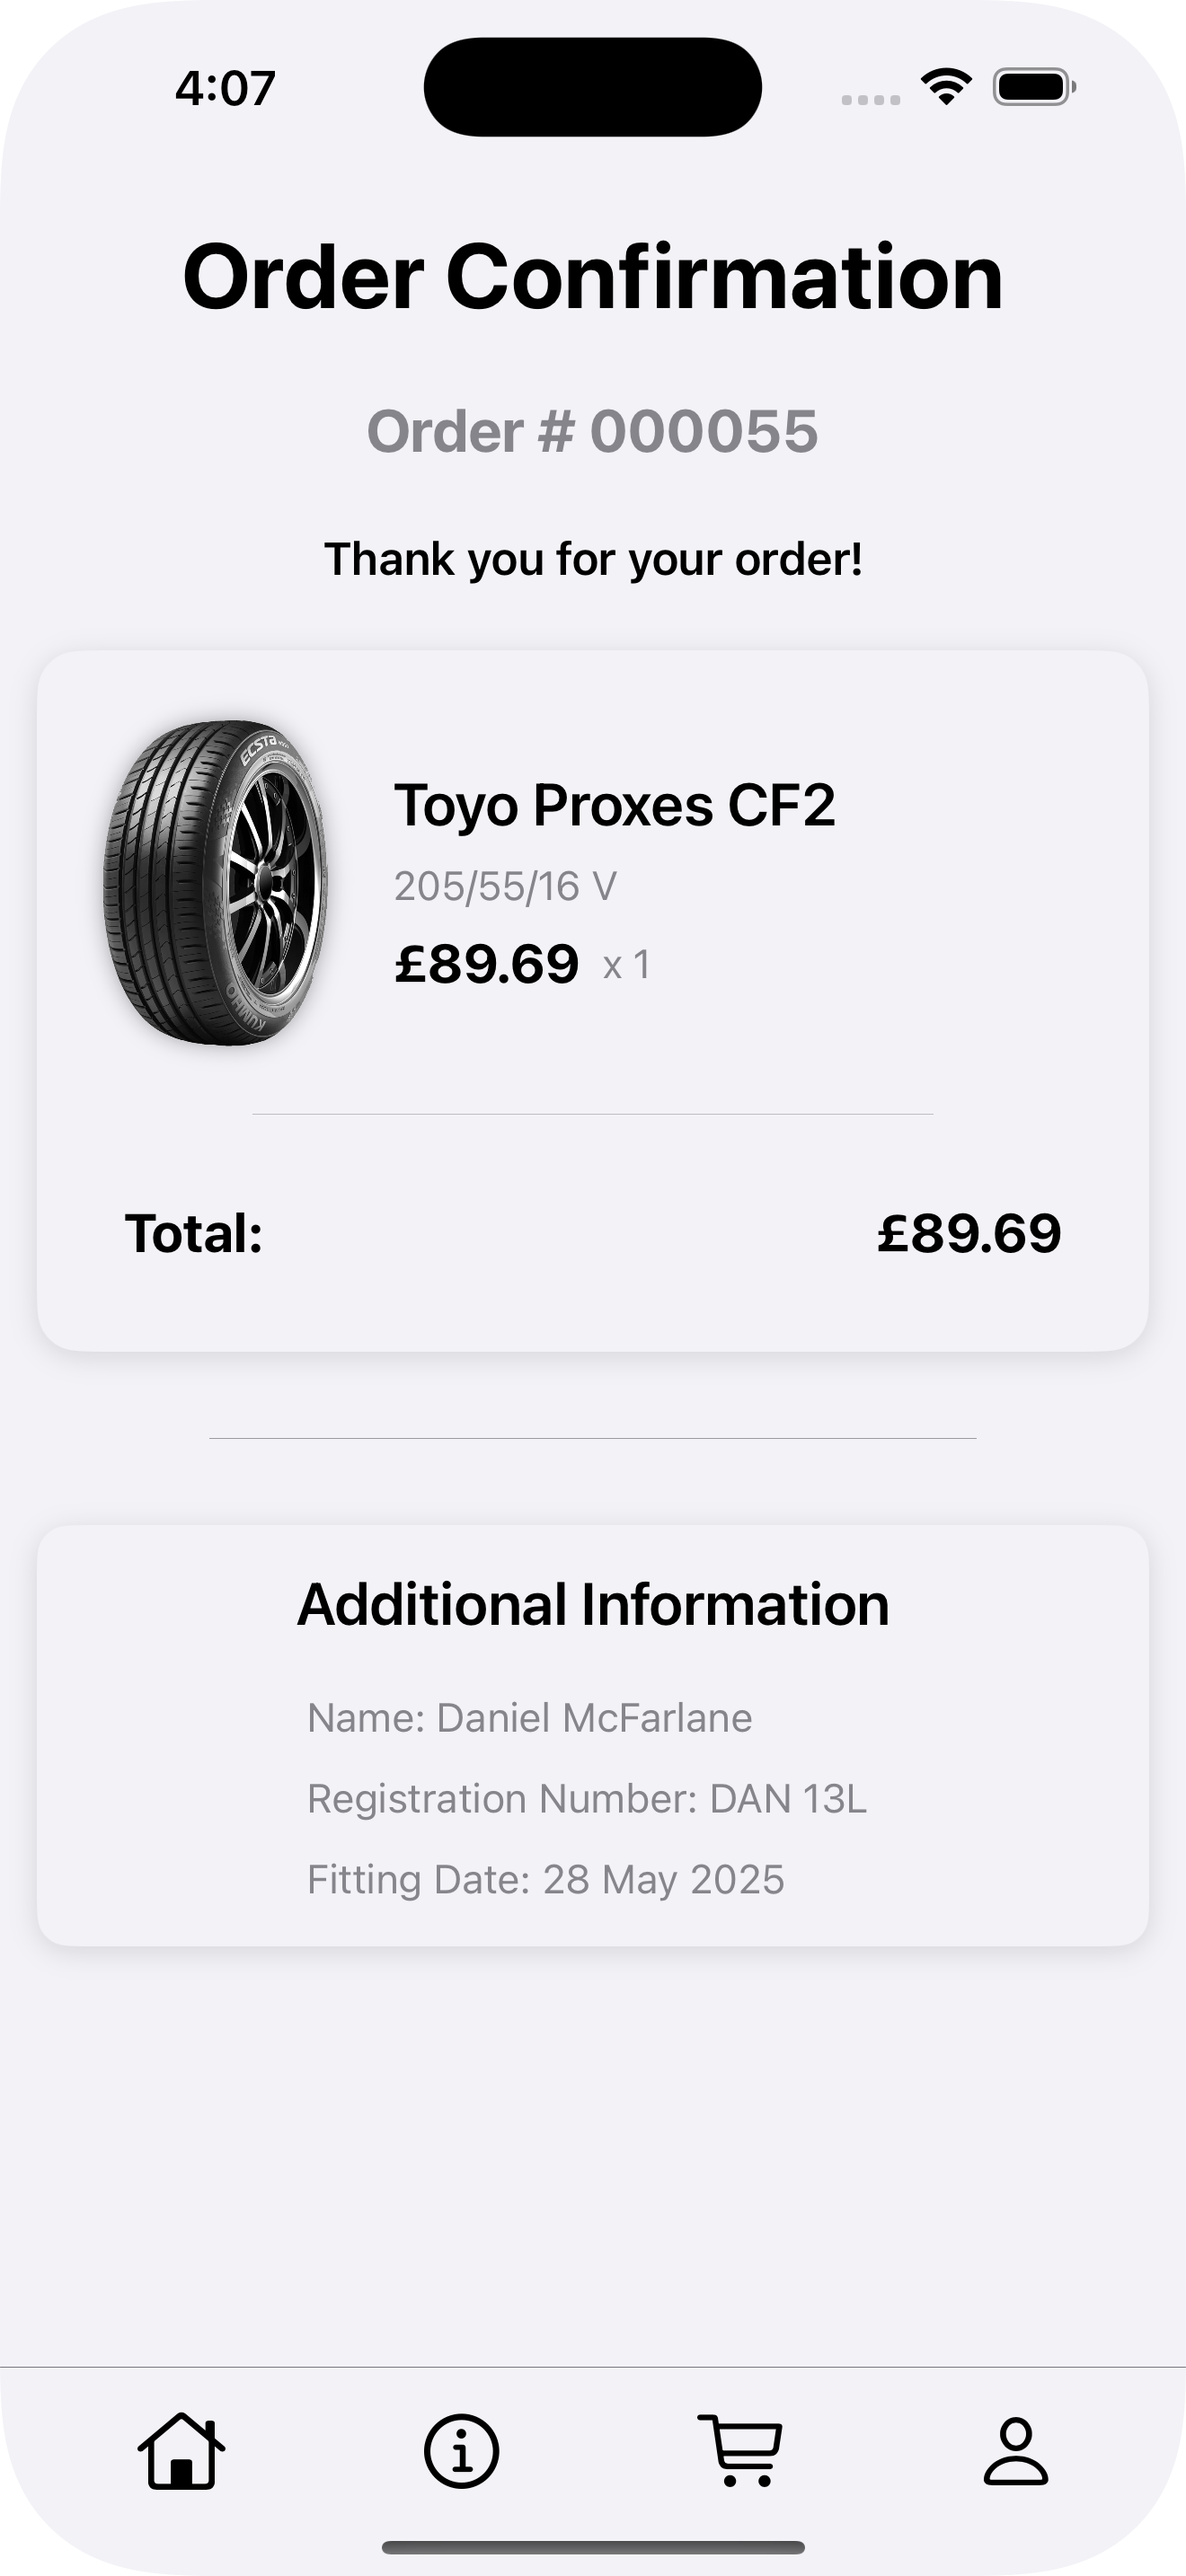 4:07
Order Confirmation
Order # 000055
Thank you for your order!
ECSTA
KUMHO
Toyo Proxes CF2
205/55/16 V
£89.69 x 1
Total: £89.69
Additional Information
Name: Daniel McFarlane
Registration Number: DAN 13L
Fitting Date: 28 May 2025